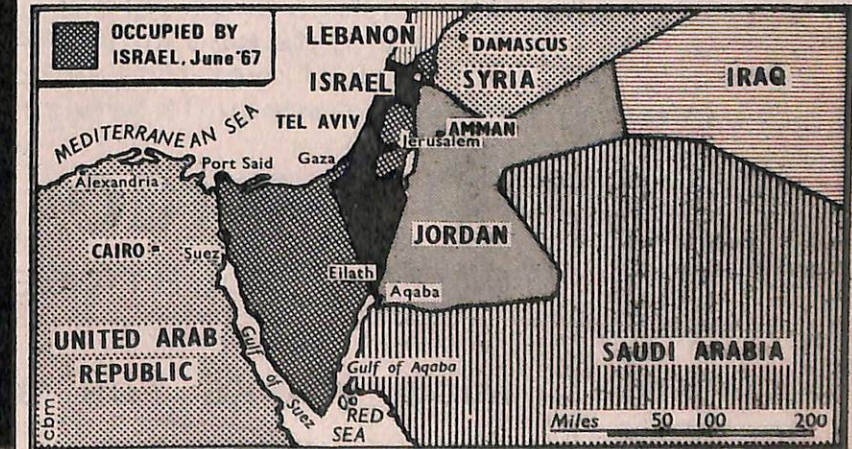 OCCUPIED BY
ISRAEL, June '67
LEBANON
DAMASCUS
ISRAEL
SYRIA
IRAQ
MEDITERRANEAN SEA
TEL AVIV
AMMAN
Jerusalem
Port Said
Gaza
Alexandria
CAIRO
Suez
JORDAN
Eilath
Aqaba
UNITED ARAB
REPUBLIC
Gulf of Suez
Gulf of Aqaba
SAUDI ARABIA
RED
SEA
Miles 50 100 200
cbm